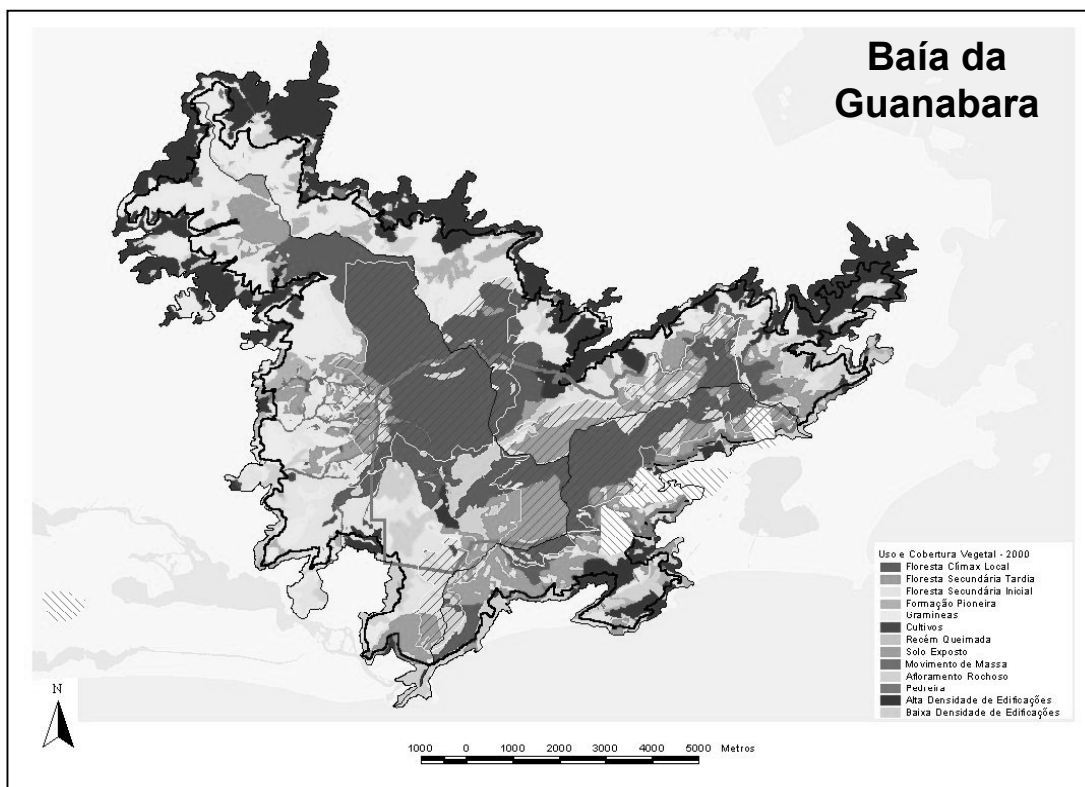 Baía da
Guanabara
Uso e Cobertura Vegetal - 2000
Floresta Clímax Local
Floresta Secundária Tardia
Floresta Secundária Inicial
Formação Pioneira
Gramíneas
Cultivos
Recém Queimada
Solo Exposto
Movimento de Massa
Afloramento Rochoso
Pedreira
Alta Densidade de Edificações
Baixa Densidade de Edificações
N
1000 0 1000 2000 3000 4000 5000 Metros